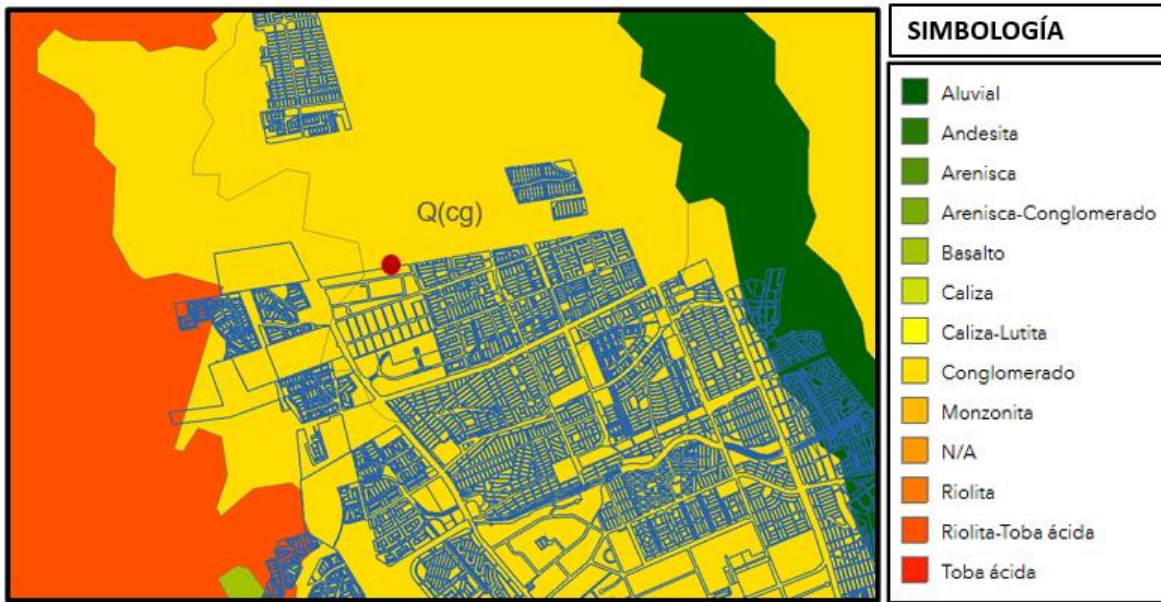 Q(cg)
SIMBOLOGÍA
Aluvial
Andesita
Arenisca
Arenisca-Conglomerado
Basalto
Caliza
Caliza-Lutita
Conglomerado
Monzonita
N/A
Riolita
Riolita-Toba ácida
Toba ácida